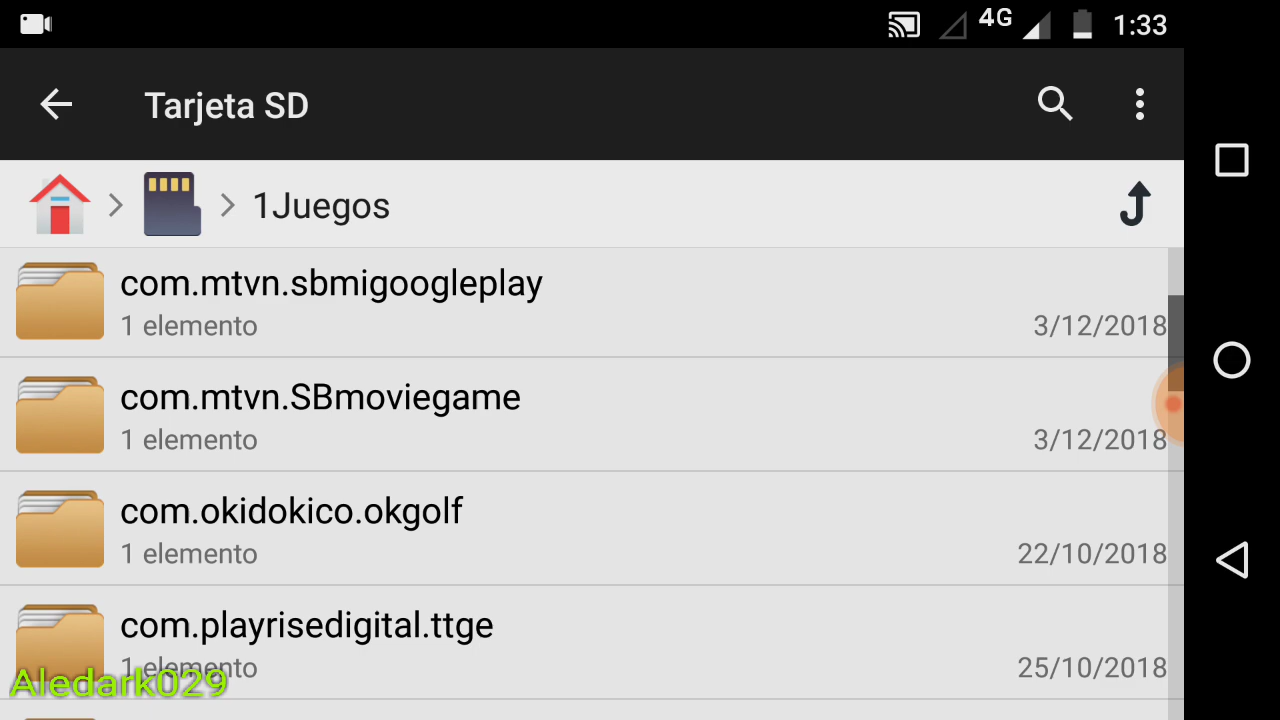 4G 1:33
Tarjeta SD
1Juegos
com.mtvn.sbmigoogleplay
1 elemento 3/12/2018
com.mtvn.SBmoviegame
1 elemento 3/12/2018
com.okidokico.okgolf
1 elemento 22/10/2018
com.playrisedigital.ttge
1 elemento 25/10/2018
Aledark029